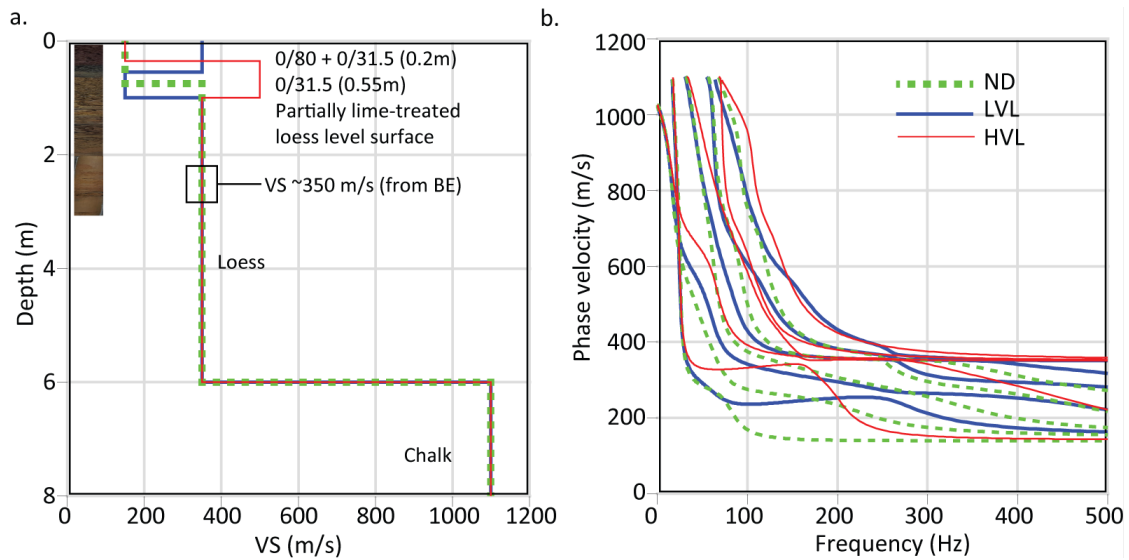 a.
0
2
4
6
8
Depth (m)
0/80 + 0/31.5 (0.2m)
0/31.5 (0.55m)
Partially lime-treated
loess level surface
VS ~350 m/s (from BE)
Loess
Chalk
0
200
400
600
800
1000
1200
VS (m/s)
b.
1200
1000
800
600
400
200
0
Phase velocity (m/s)
ND
LVL
HVL
0
100
200
300
400
500
Frequency (Hz)